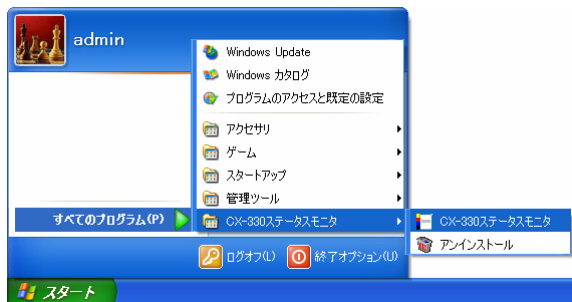 admin
Windows Update
Windows カタログ
プログラムのアクセスと既定の設定
アクセサリ
ゲーム
スタートアップ
管理ツール
すべてのプログラム(P)
CX-330ステータスモニタ
CX-330ステータスモニタ
アンインストール
ログオフ(L)
終了オプション(U)
スタート